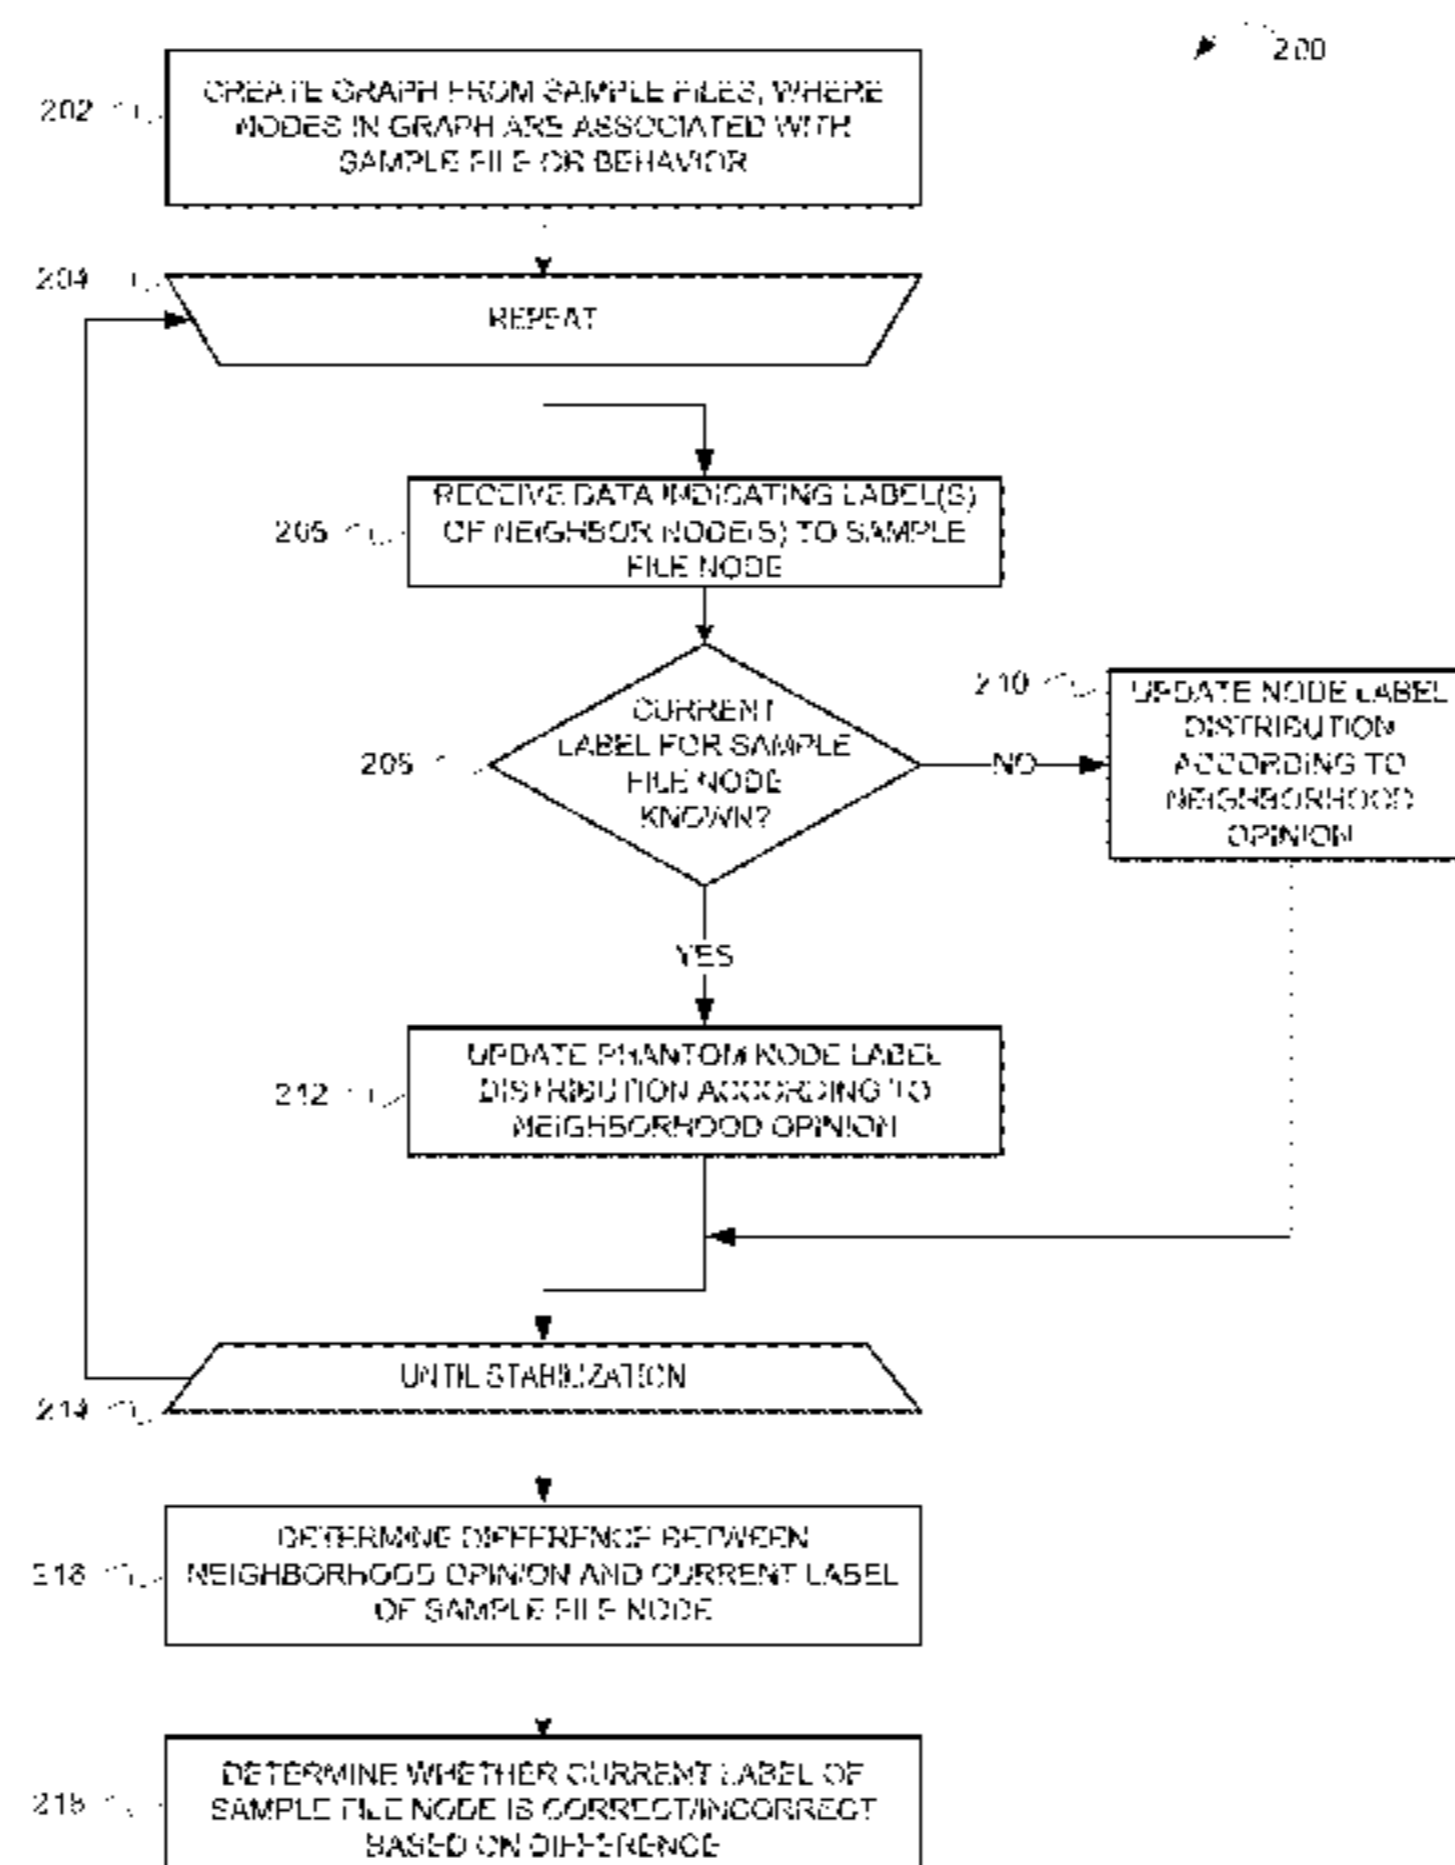 200
202
CREATE GRAPH FROM SAMPLE FILES, WHERE
NODES IN GRAPH ARE ASSOCIATED WITH
SAMPLE FILE OR BEHAVIOR
204
REPEAT
RECEIVE DATA INDICATING LABEL(S)
OF NEIGHBOR NODE(S) TO SAMPLE
FILE NODE
CURRENT
LABEL FOR SAMPLE
FILE NODE
KNOWN?
NO
210
UPDATE NODE LABEL
DISTRIBUTION
ACCORDING TO
NEIGHBORHOOD
OPINION
YES
212
UPDATE PHANTOM NODE LABEL
DISTRIBUTION ACCORDING TO
NEIGHBORHOOD OPINION
UNTIL STABILIZATION
214
DETERMINE DIFFERENCE BETWEEN
NEIGHBORHOOD OPINION AND CURRENT LABEL
OF SAMPLE FILE NODE
DETERMINE WHETHER CURRENT LABEL OF
SAMPLE FILE NODE IS CORRECT/INCORRECT
BASED ON DIFFERENCE